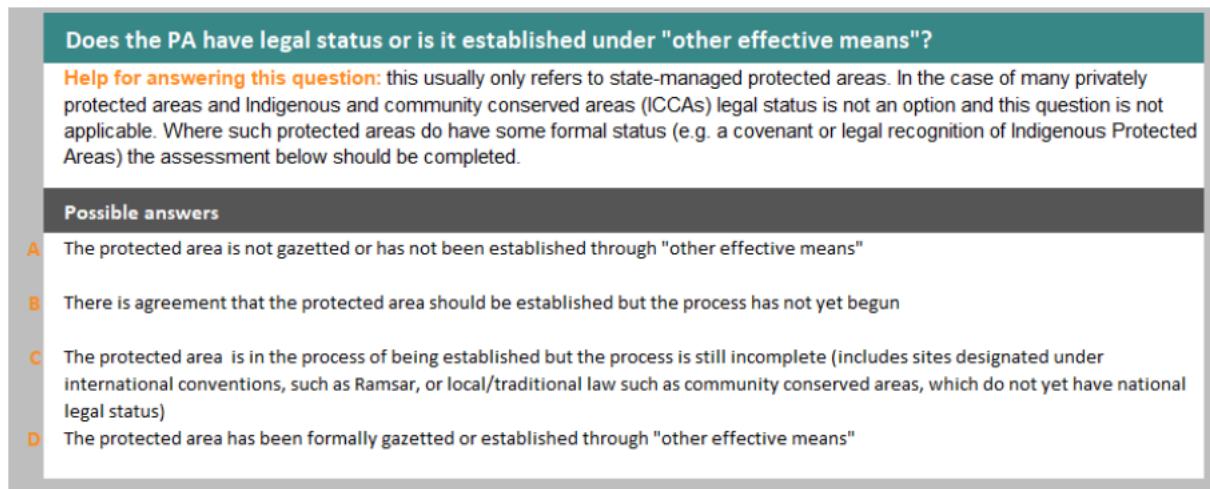 Does the PA have legal status or is it established under "other effective means"?
Help for answering this question: this usually only refers to state-managed protected areas. In the case of many privately
protected areas and Indigenous and community conserved areas (ICCAs) legal status is not an option and this question is not
applicable. Where such protected areas do have some formal status (e.g. a covenant or legal recognition of Indigenous Protected
Areas) the assessment below should be completed.
Possible answers
A The protected area is not gazetted or has not been established through "other effective means"
B There is agreement that the protected area should be established but the process has not yet begun
C The protected area is in the process of being established but the process is still incomplete (includes sites designated under
international conventions, such as Ramsar, or local/traditional law such as community conserved areas, which do not yet have national
legal status)
D The protected area has been formally gazetted or established through "other effective means"